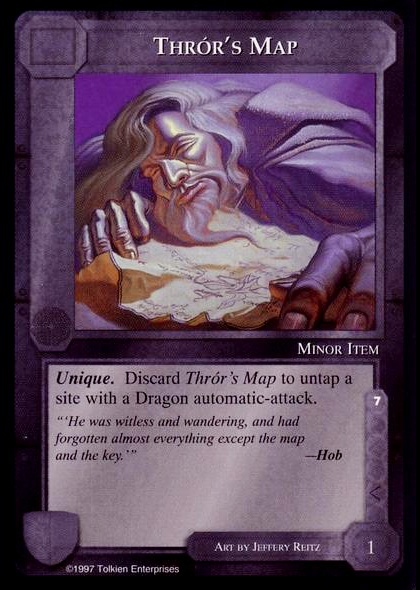 THRÓR'S MAP
MINOR ITEM
Unique. Discard Thrór's Map to untap a
site with a Dragon automatic-attack.
7
"'He was witless and wandering, and had
forgotten almost everything except the map
and the key.'" —Hob
ART BY JEFFERY REITZ
1
©1997 Tolkien Enterprises